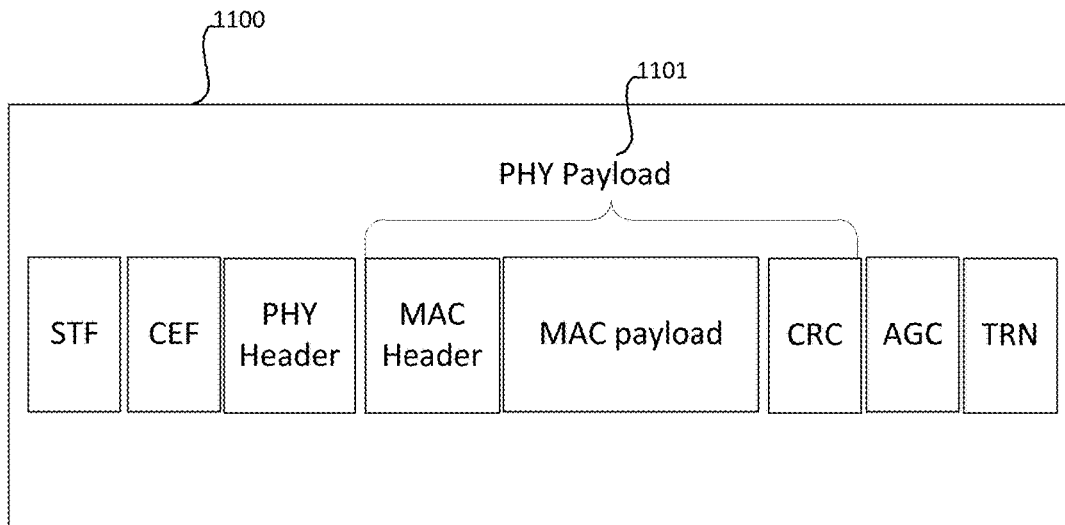 1100
1101
PHY Payload
STF
CEF
PHY
Header
MAC
Header
MAC payload
CRC
AGC
TRN